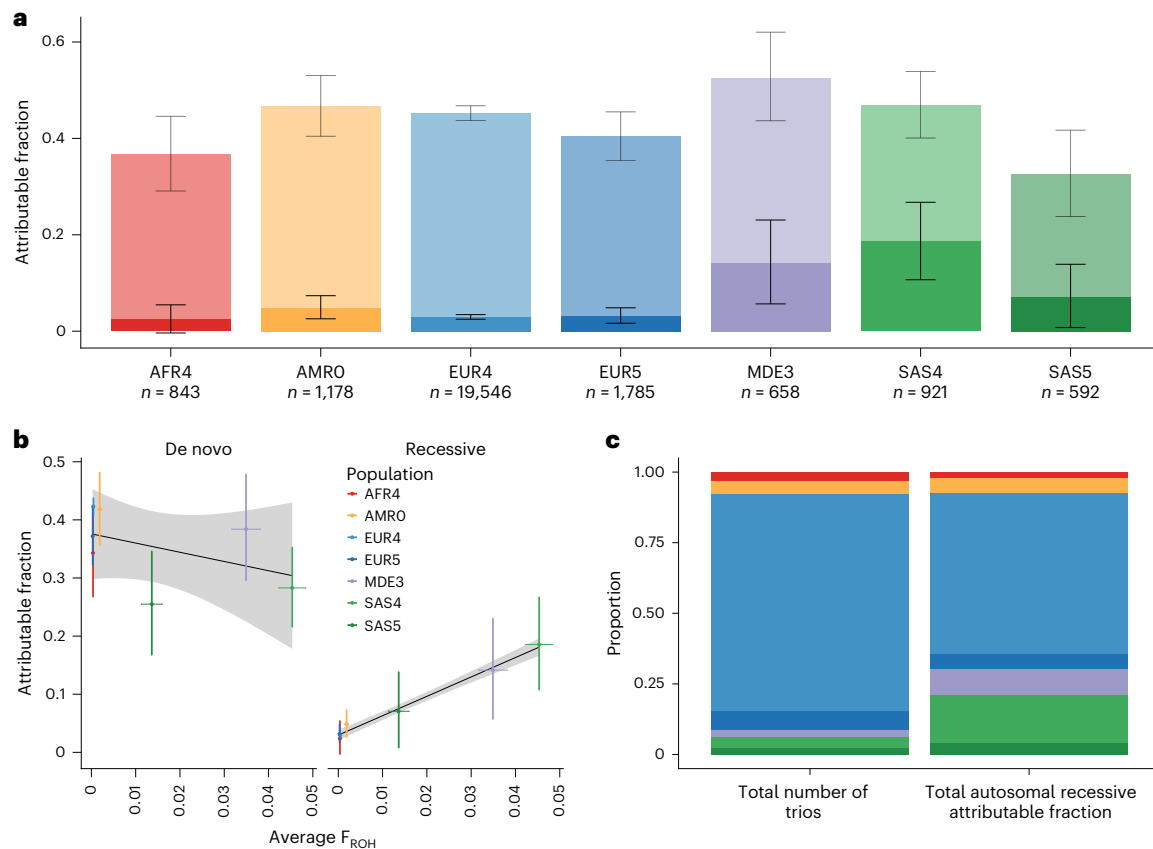 a
Attributable fraction
0.6
0.4
0.2
0
AFR4
n = 843
AMR0
n = 1,178
EUR4
n = 19,546
EUR5
n = 1,785
MDE3
n = 658
SAS4
n = 921
SAS5
n = 592
b
De novo
Recessive
Attributable fraction
0.5
0.4
0.3
0.2
0.1
0
Population
AFR4
AMR0
EUR4
EUR5
MDE3
SAS4
SAS5
0
0.01
0.02
0.03
0.04
0.05
0
0.01
0.02
0.03
0.04
0.05
Average FROH
c
Proportion
1.00
0.75
0.50
0.25
0
Total number of
trios
Total autosomal recessive
attributable fraction